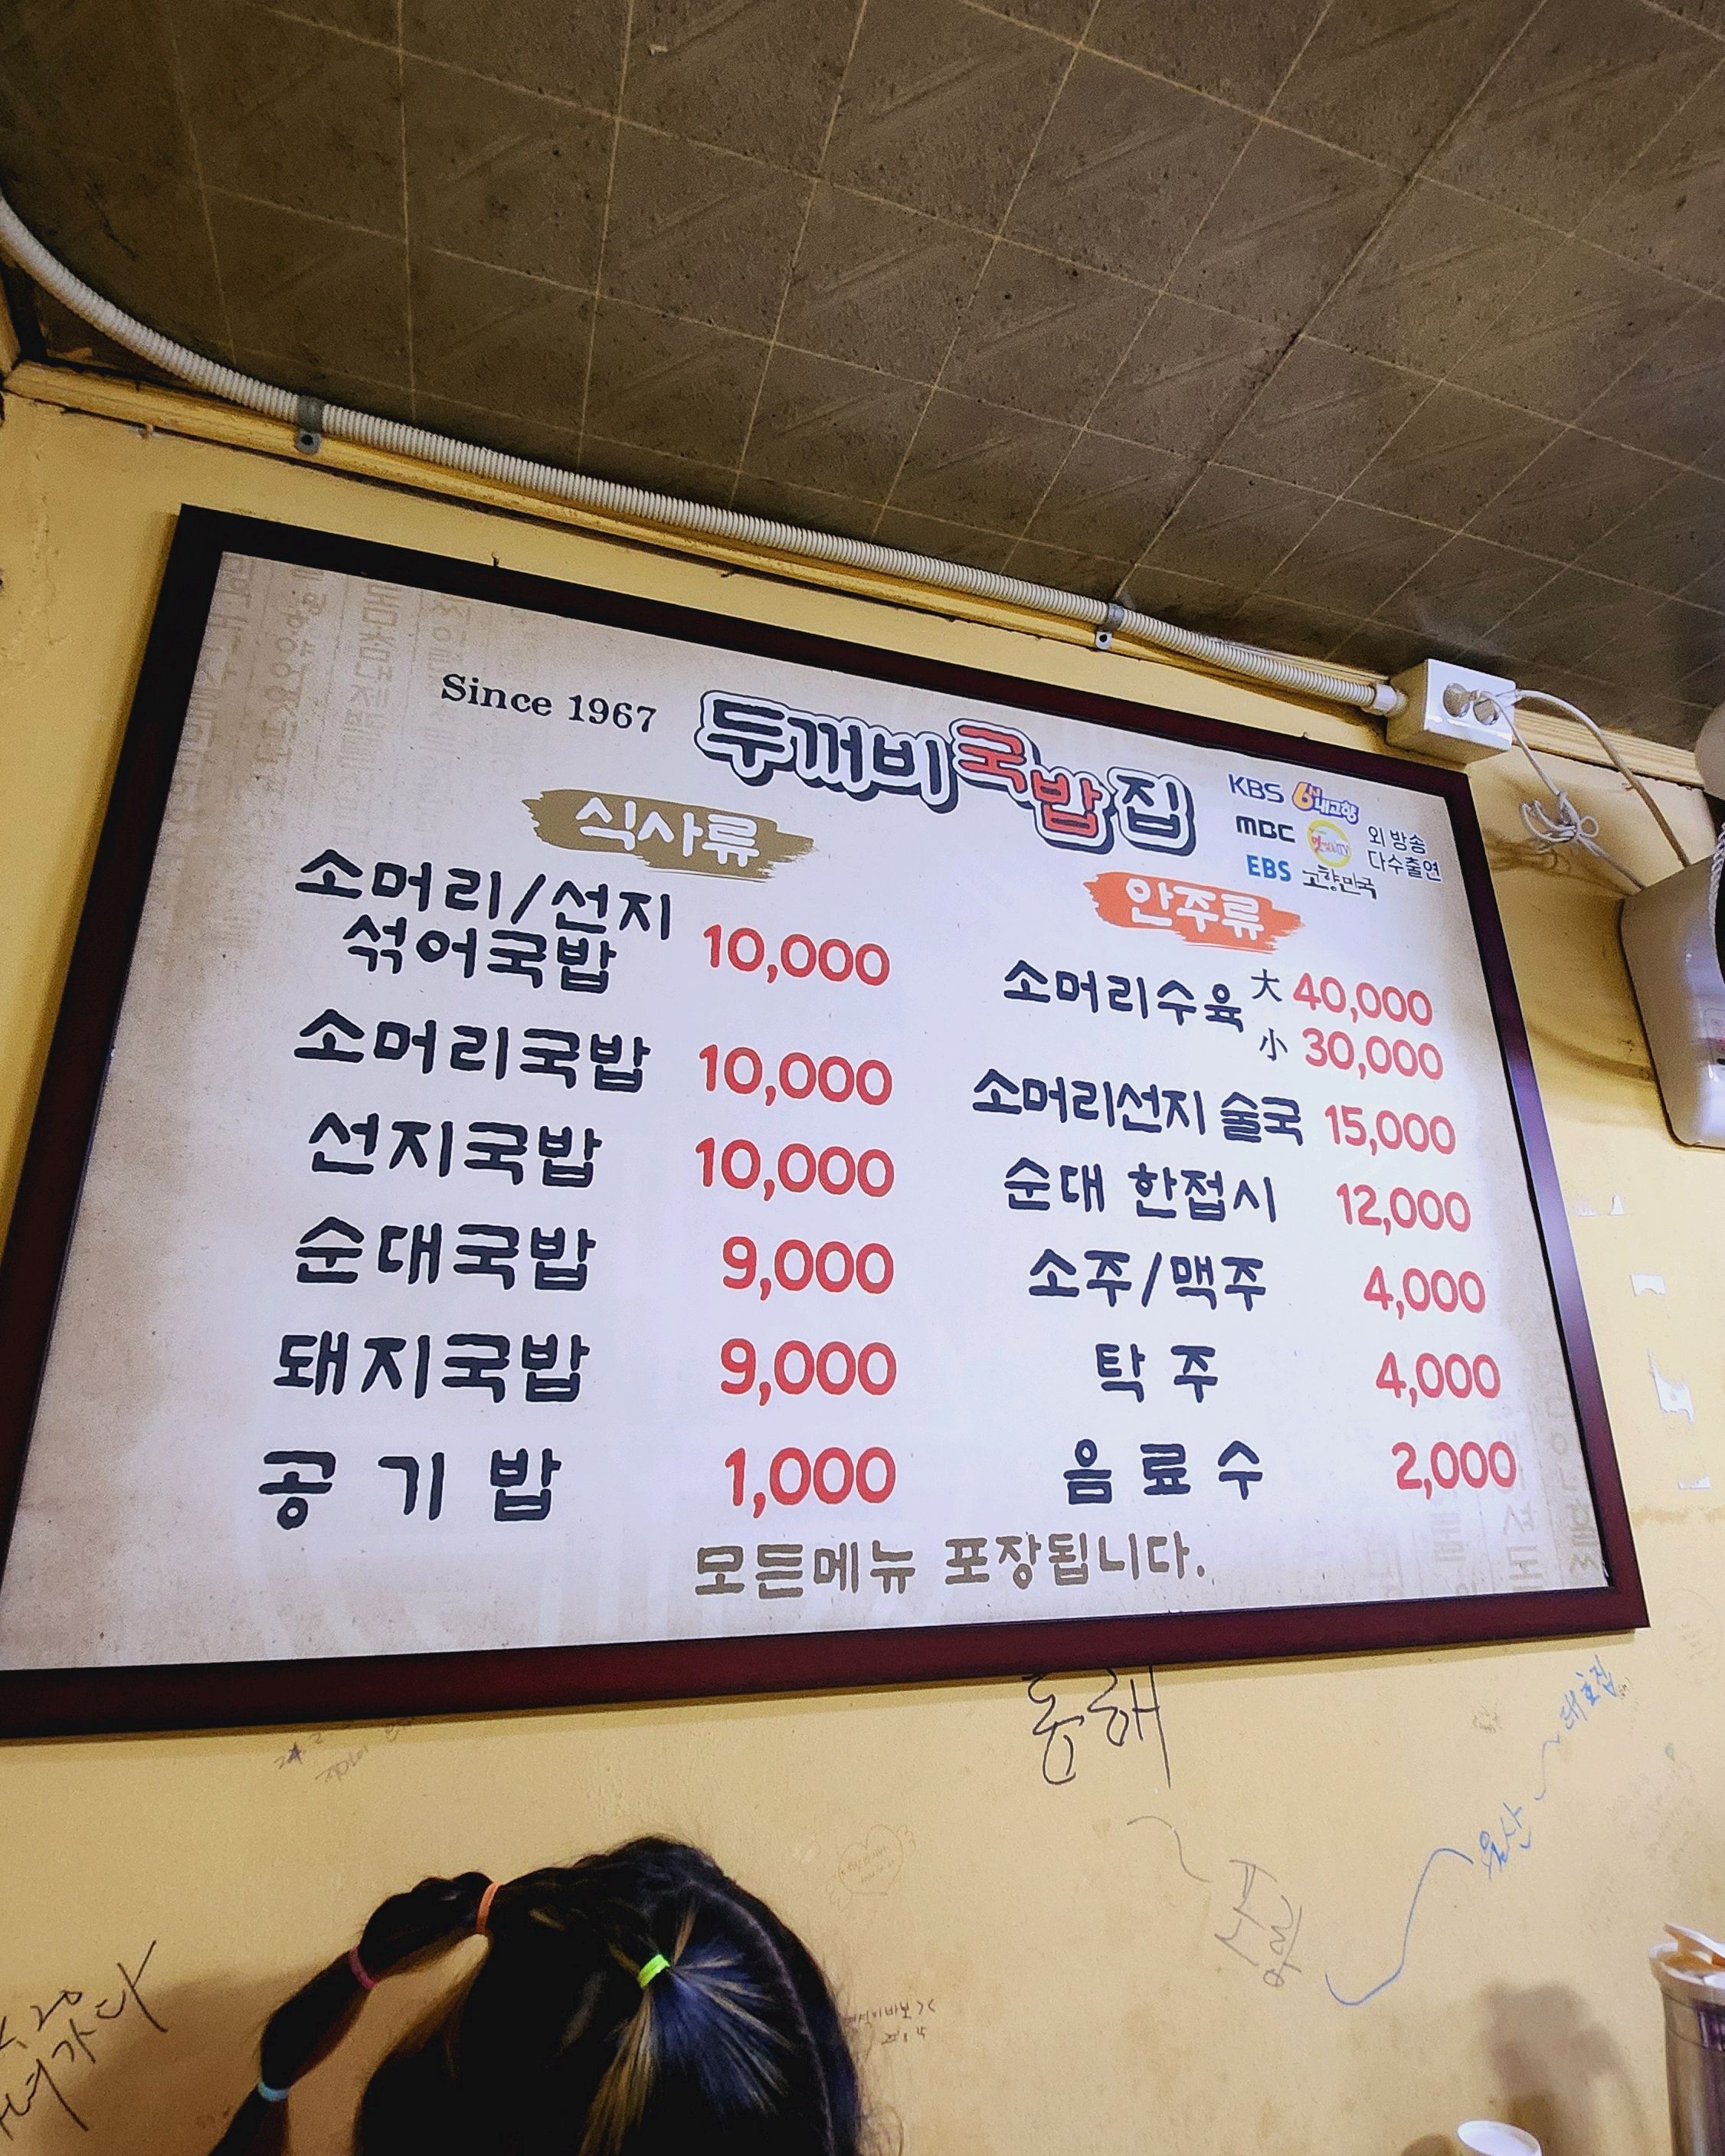 Since 1967
두꺼비국밥집
KBS 6시내고향
MBC
외 방송
다수출연
EBS 고향민국
식사류
소머리/선지
섞어국밥 10,000
소머리국밥 10,000
선지국밥 10,000
순대국밥 9,000
돼지국밥 9,000
공기밥 1,000
안주류
소머리수육 大 40,000
小 30,000
소머리선지 술국 15,000
순대 한접시 12,000
소주/맥주 4,000
탁주 4,000
음료수 2,000
모든메뉴 포장됩니다.
동해
대호집